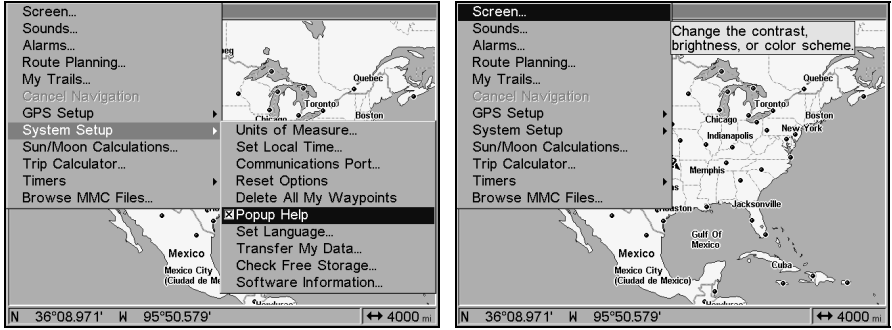 Screen...
Sounds...
Alarms...
Route Planning...
My Trails...
Cancel Navigation
GPS Setup
System Setup
Sun/Moon Calculations...
Trip Calculator...
Timers
Browse MMC Files...
Units of Measure...
Set Local Time...
Communications Port...
Reset Options
Delete All My Waypoints
Popup Help
Set Language...
Transfer My Data...
Check Free Storage...
Software Information...
Quebec
Toronto
Chicago
Boston
Mexico
Mexico City
(Ciudad de Me
N 36°08.971' W 95°50.579'
4000 mi
Screen...
Sounds...
Alarms...
Route Planning...
My Trails...
Cancel Navigation
GPS Setup
System Setup
Sun/Moon Calculations...
Trip Calculator...
Timers
Browse MMC Files...
Change the contrast,
brightness, or color scheme.
Quebec
Toronto
Chicago
Boston
Indianapolis
New York
Memphis
Jacksonville
Gulf Of
Mexico
Mexico
Cuba
Mexico City
(Ciudad de Mexico)
N 36°08.971' W 95°50.579'
4000 mi